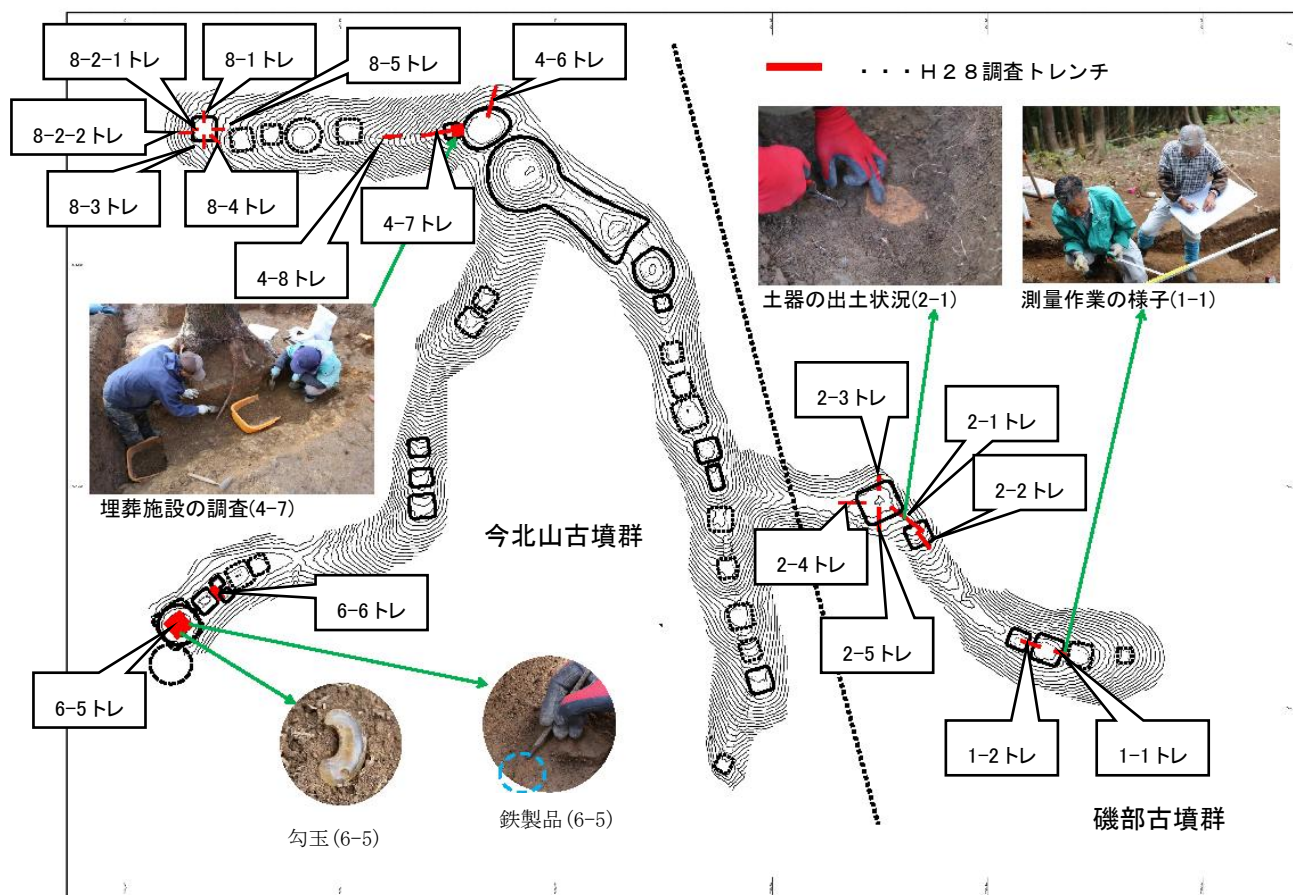 8-2-1トレ
8-1トレ
8-5トレ
4-6トレ
・・・Ｈ２８調査トレンチ
8-2-2トレ
8-3トレ
8-4トレ
4-7トレ
4-8トレ
土器の出土状況(2-1)
測量作業の様子(1-1)
埋葬施設の調査(4-7)
2-3トレ
2-1トレ
2-2トレ
今北山古墳群
2-4トレ
6-6トレ
2-5トレ
6-5トレ
1-2トレ
1-1トレ
勾玉(6-5)
鉄製品(6-5)
磯部古墳群